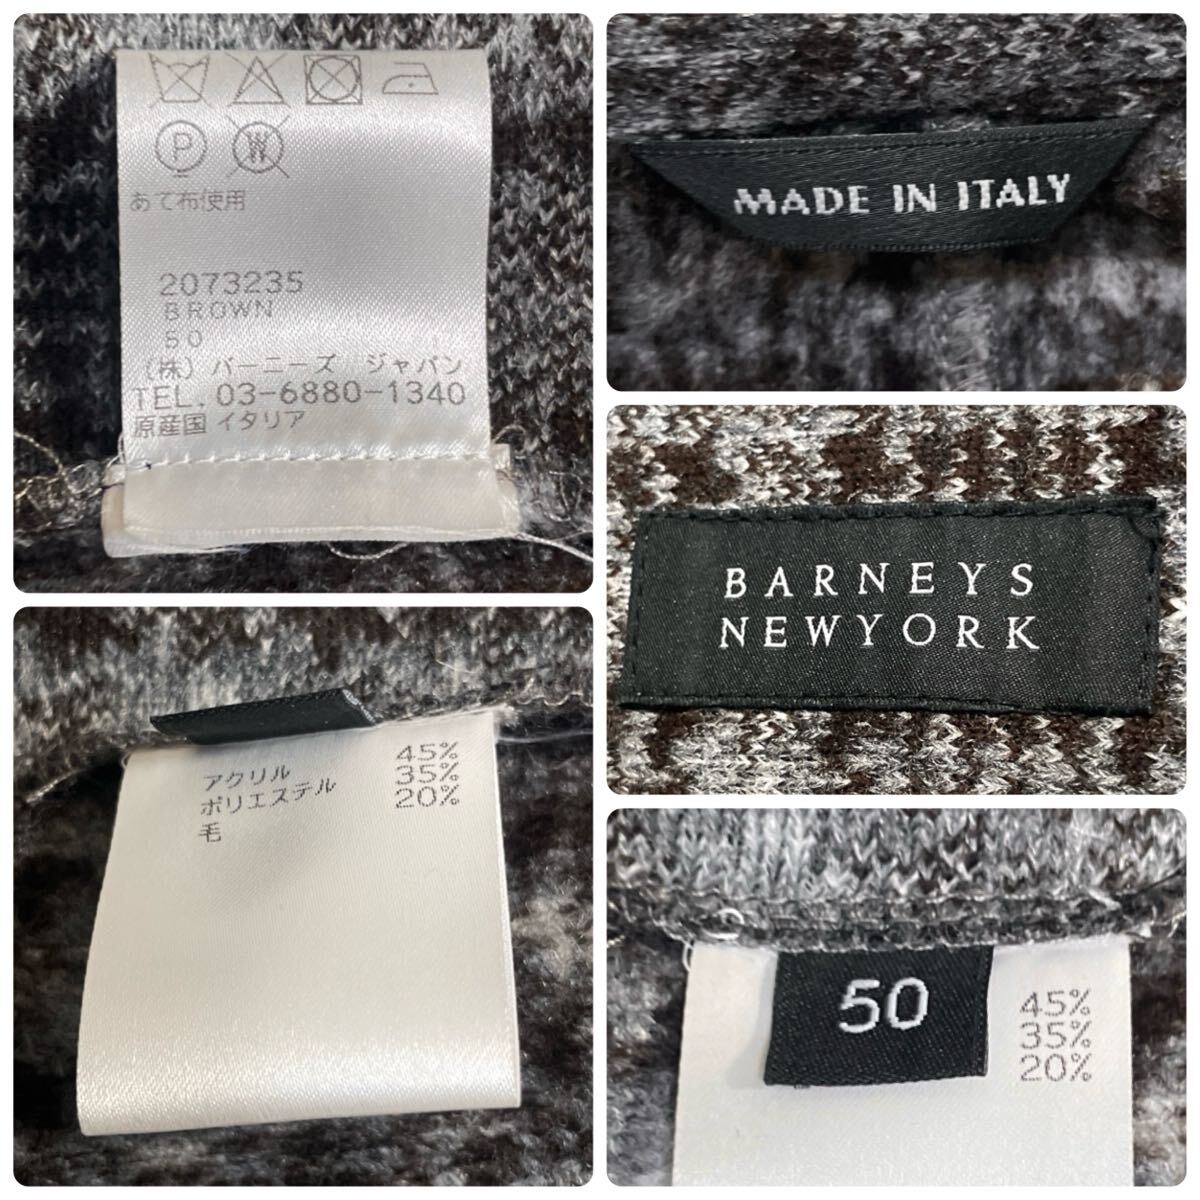 P
W
あて布使用
2073235
BROWN
50
(株) バーニーズ ジャパン
TEL. 03-6880-1340
原産国 イタリア
MADE IN ITALY
BARNEYS
NEWYORK
アクリル 45%
ポリエステル 35%
毛 20%
50
45%
35%
20%